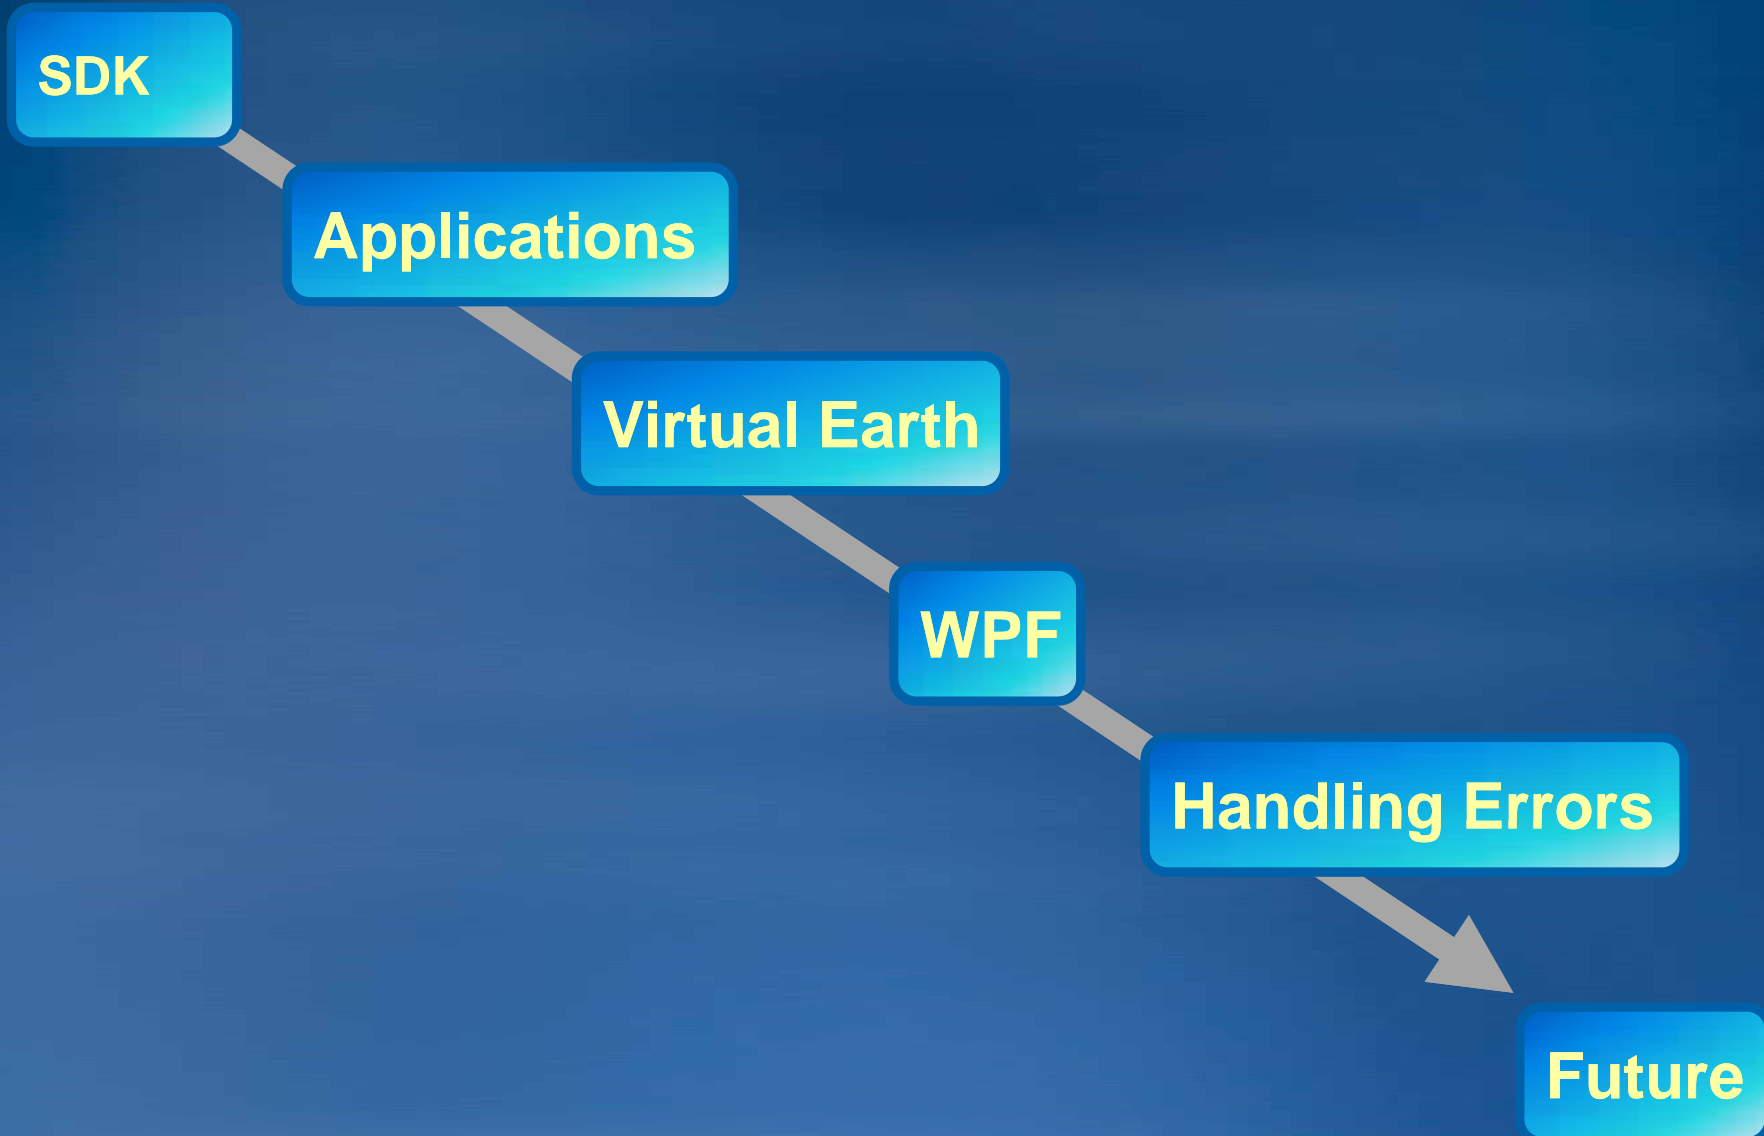 SDK
Applications
Virtual Earth
WPF
Handling Errors
Future